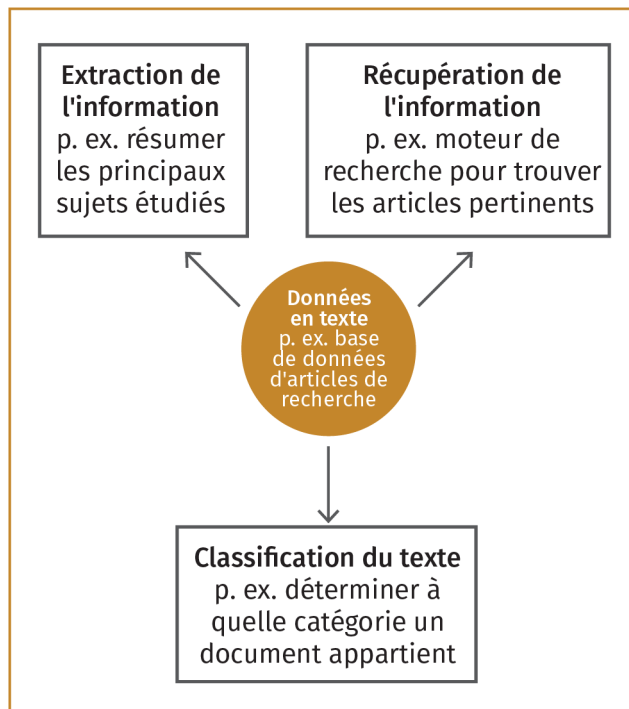 Extraction de
l'information
p. ex. résumer
les principaux
sujets étudiés
Récupération de
l'information
p. ex. moteur de
recherche pour trouver
les articles pertinents
Données
en texte
p. ex. base
de données
d'articles de
recherche
Classification du texte
p. ex. déterminer à
quelle catégorie un
document appartient